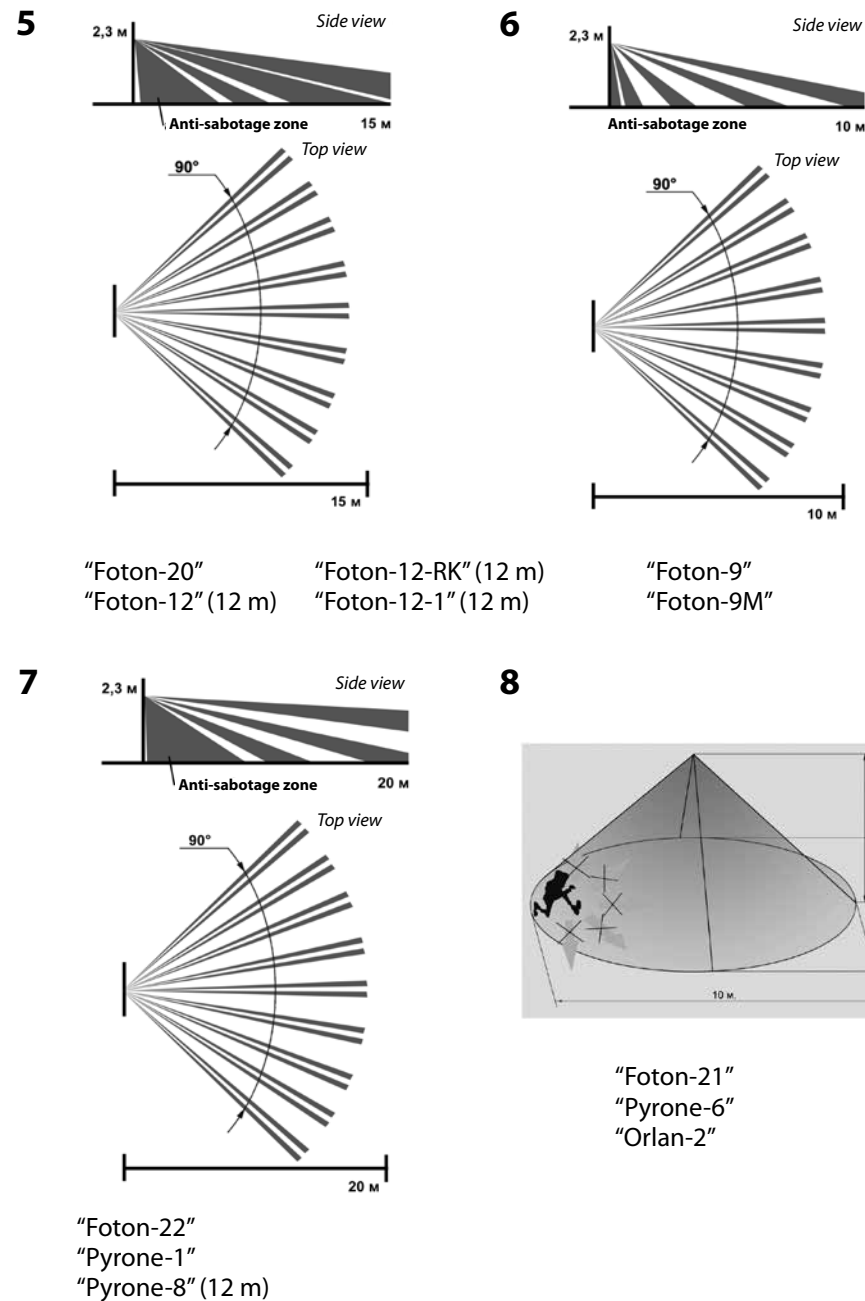 5
Side view
2,3 м
Anti-sabotage zone
15 м
Top view
90°
15 м
6
Side view
2,3 м
Anti-sabotage zone
10 м
Top view
90°
10 м
“Foton-20”
“Foton-12” (12 m)
“Foton-12-RK” (12 m)
“Foton-12-1” (12 m)
“Foton-9”
“Foton-9M”
7
Side view
2,3 м
Anti-sabotage zone
20 м
Top view
90°
20 м
“Foton-22”
“Pyrone-1”
“Pyrone-8” (12 m)
8
10 м.
“Foton-21”
“Pyrone-6”
“Orlan-2”